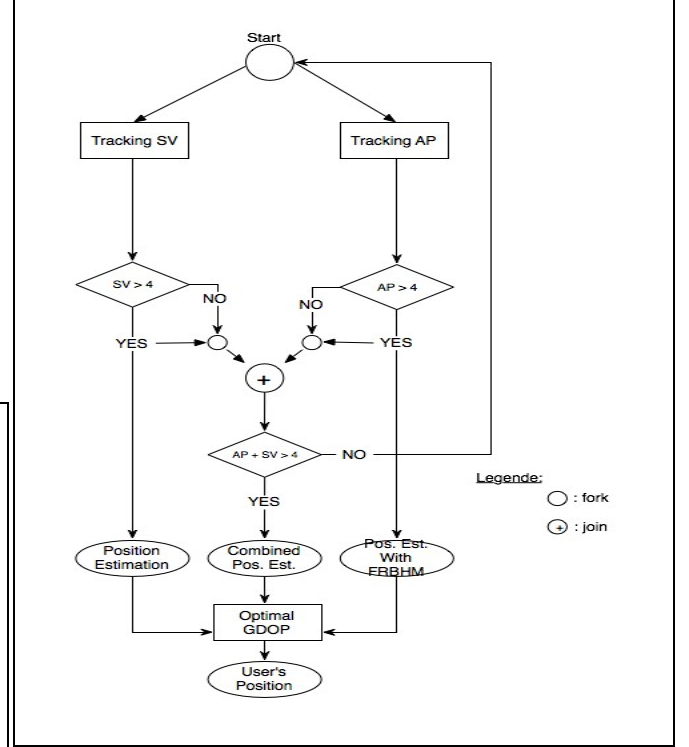 Start
Tracking SV
Tracking AP
SV > 4
AP > 4
NO
NO
YES
YES
+
AP + SV > 4
NO
YES
Legende:
: fork
+ : join
Position
Estimation
Combined
Pos. Est.
Pos. Est.
With
FRBHM
Optimal
GDOP
User's
Position